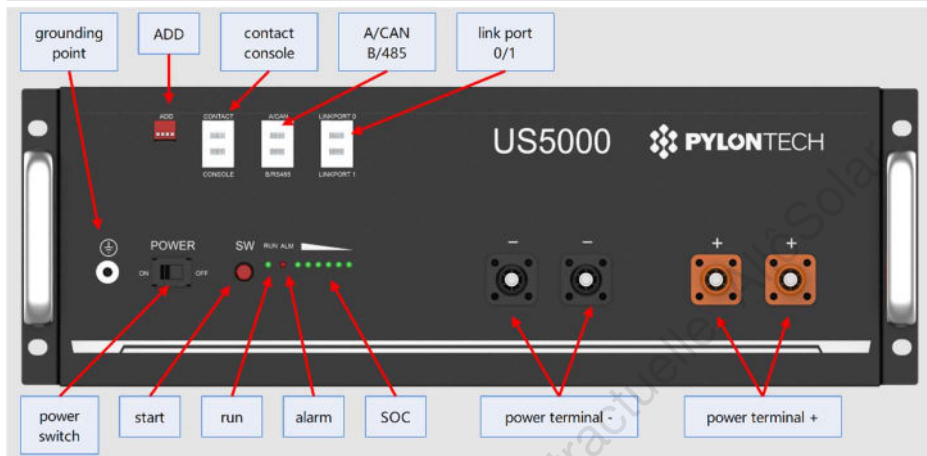 grounding
point
ADD
contact
console
A/CAN
B/485
link port
0/1
ADD
CONTACT
A/CAN
LINKPORT 0
CONSOLE
B/RS485
LINKPORT 1
US5000
PYLONTECH
POWER
ON
OFF
SW
RUN ALM
− −
+ +
power
switch
start
run
alarm
SOC
power terminal -
power terminal +